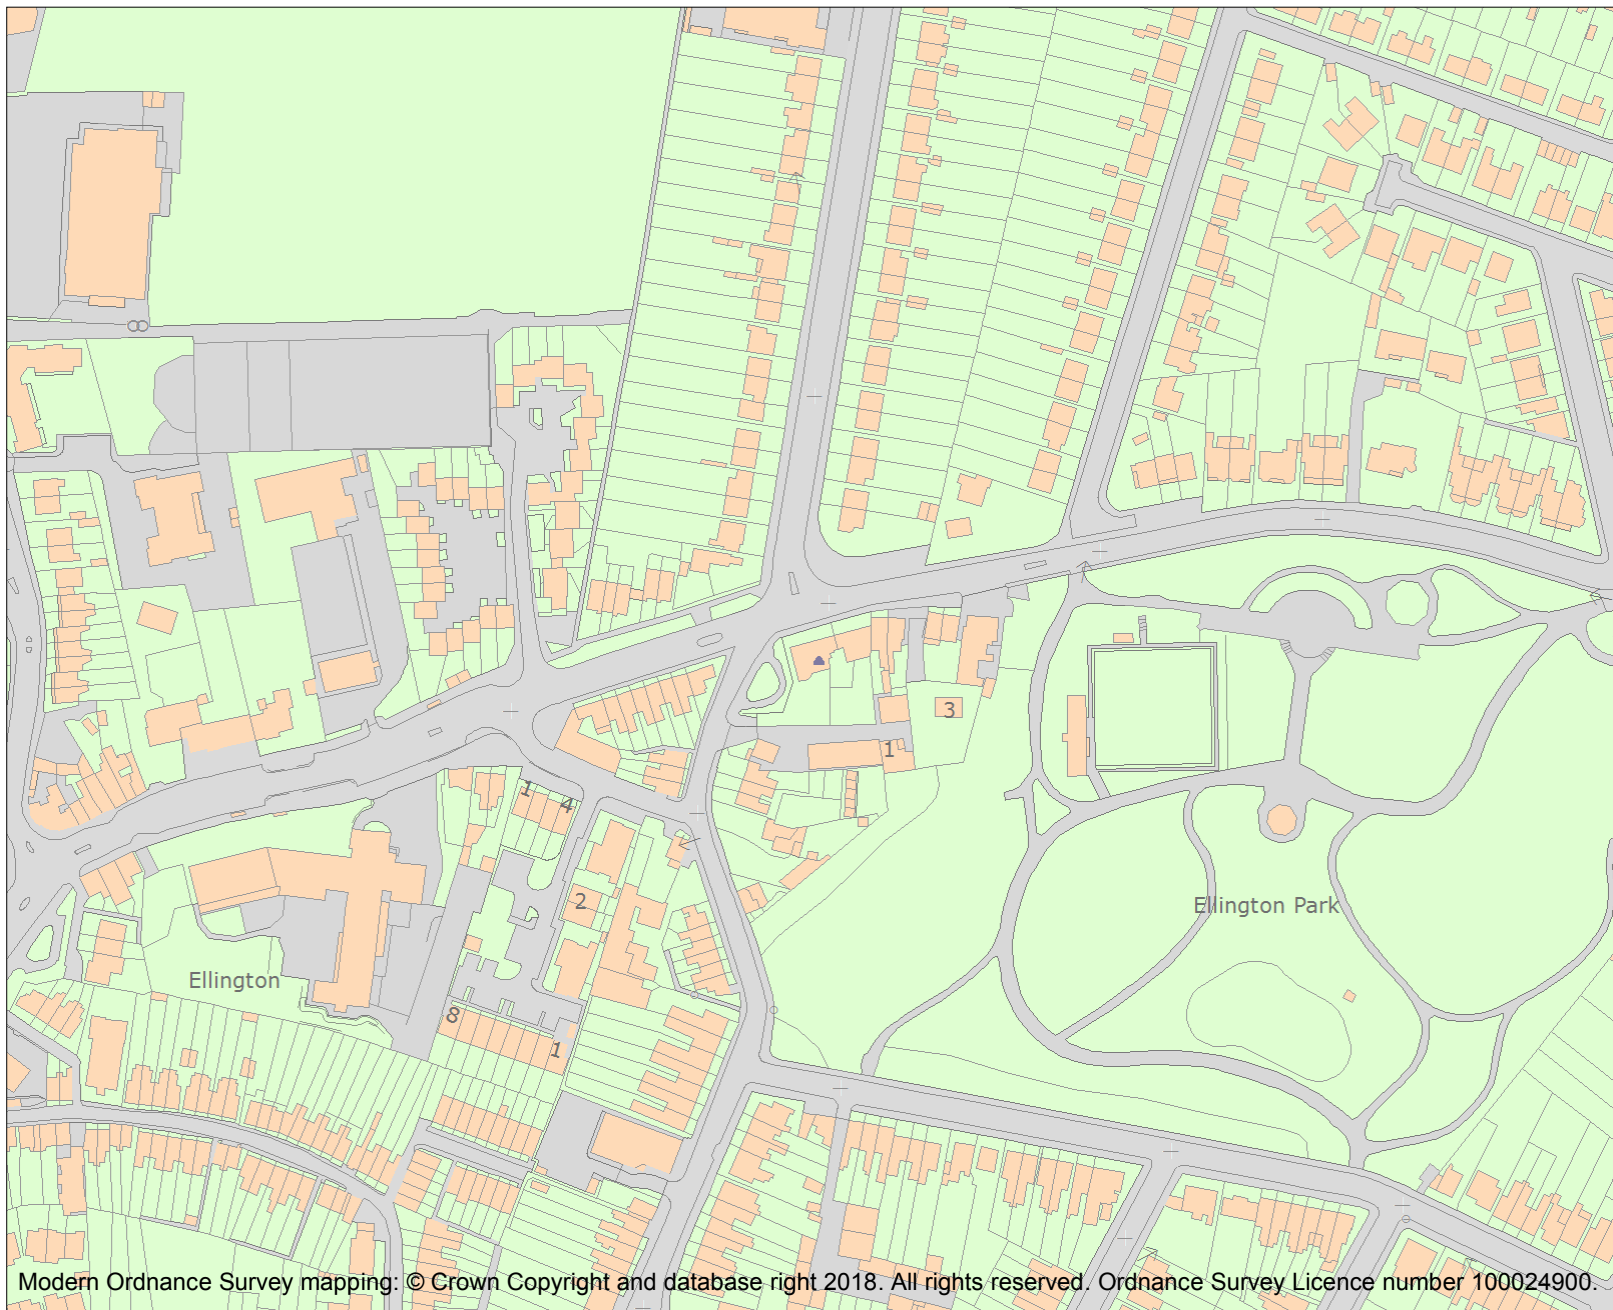 3
1
1
4
2
Ellington Park
Ellington
8
1
Modern Ordnance Survey mapping: © Crown Copyright and database right 2018. All rights reserved. Ordnance Survey Licence number 100024900.